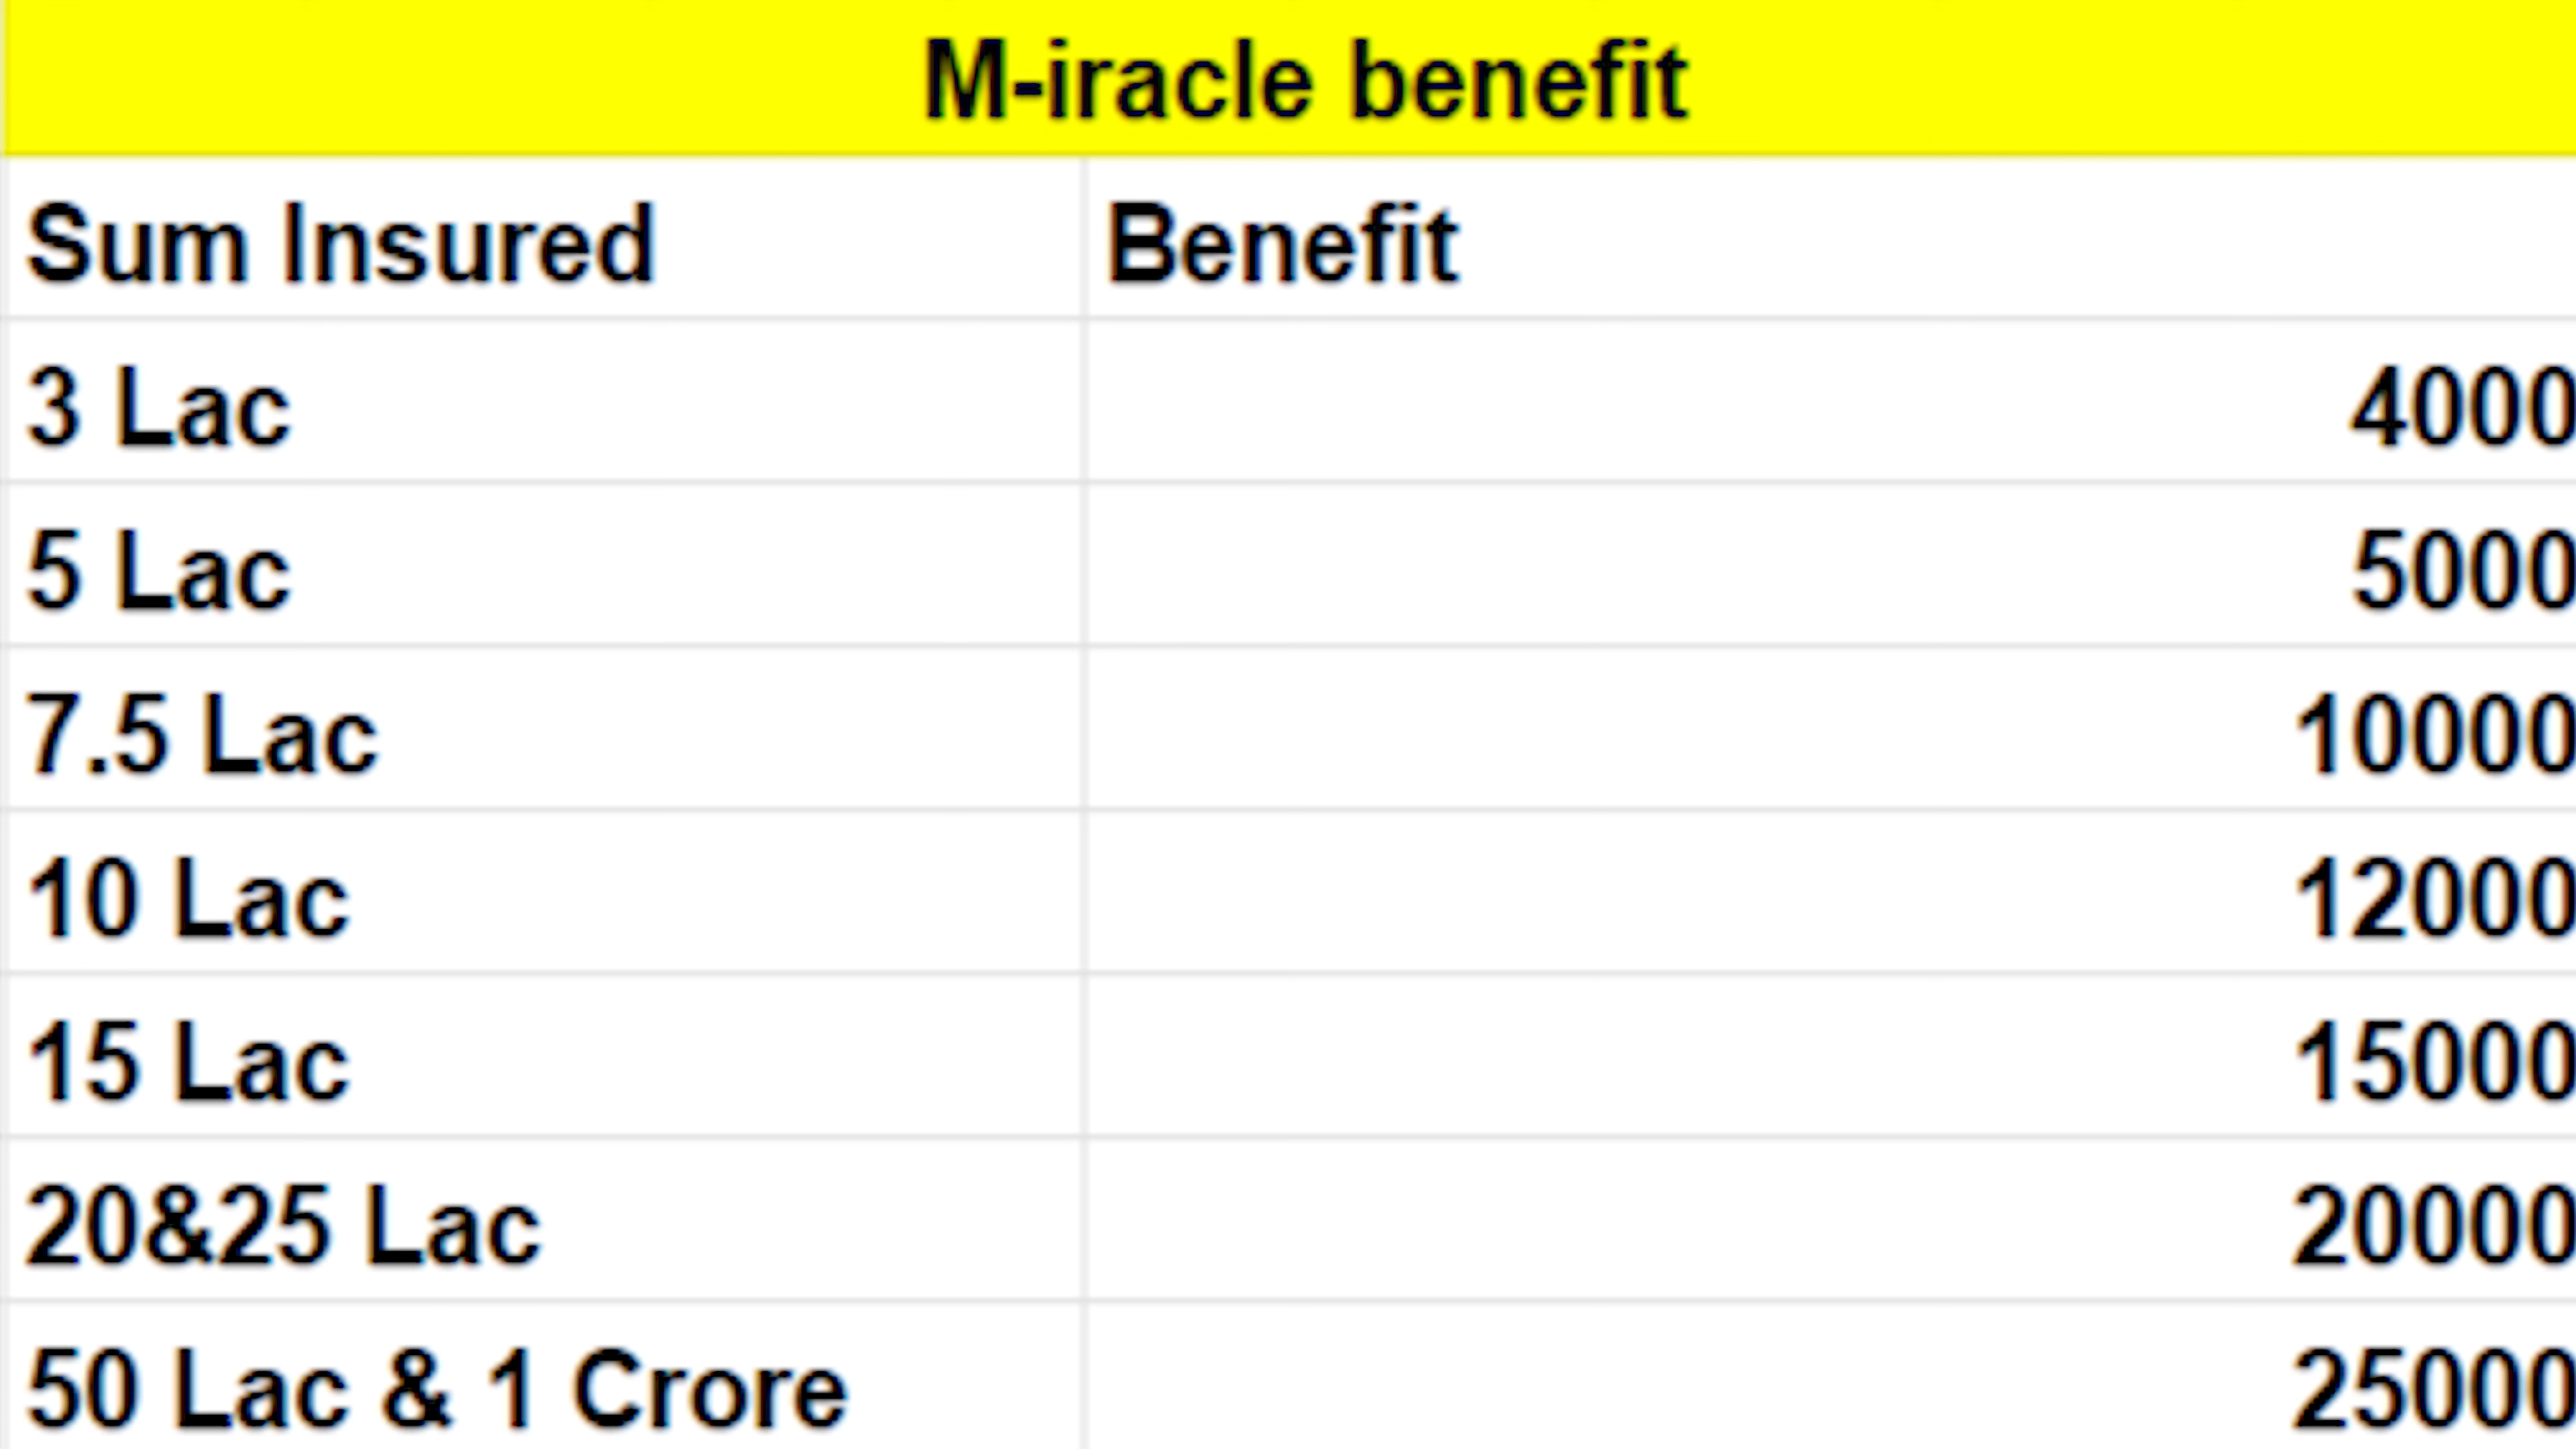 M-iracle benefit
Sum Insured Benefit
3 Lac 4000
5 Lac 5000
7.5 Lac 10000
10 Lac 12000
15 Lac 15000
20&25 Lac 20000
50 Lac & 1 Crore 25000